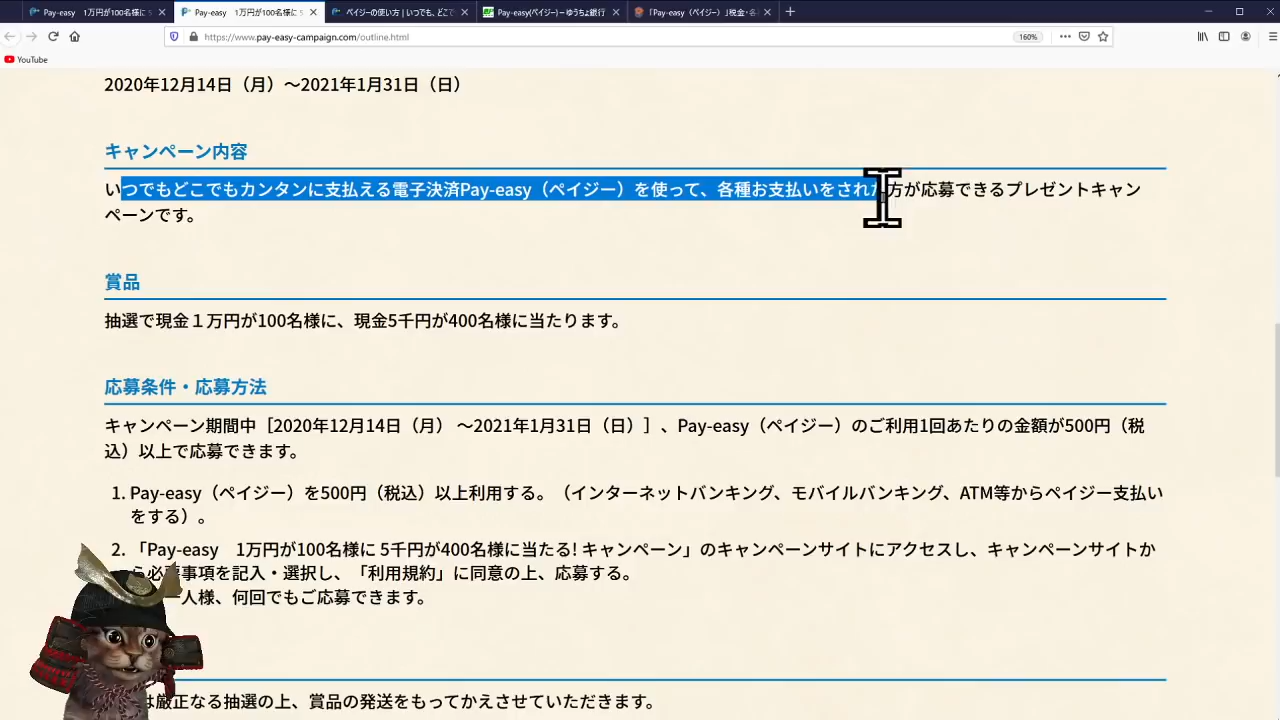 Pay-easy　1万円が100名様に 5
Pay-easy　1万円が100名様に 5
ペイジーの使い方 | いつでも、どこで
Pay-easy(ペイジー)－ゆうちょ銀行
「Pay-easy（ペイジー）」税金・各
https://www.pay-easy-campaign.com/outline.html
160%
YouTube
2020年12月14日（月）～2021年1月31日（日）
キャンペーン内容
いつでもどこでもカンタンに支払える電子決済Pay-easy（ペイジー）を使って、各種お支払いをされた方が応募できるプレゼントキャン
ペーンです。
賞品
抽選で現金１万円が100名様に、現金5千円が400名様に当たります。
応募条件・応募方法
キャンペーン期間中［2020年12月14日（月） ～2021年1月31日（日）］、Pay-easy（ペイジー）のご利用1回あたりの金額が500円（税
込）以上で応募できます。
1. Pay-easy（ペイジー）を500円（税込）以上利用する。（インターネットバンキング、モバイルバンキング、ATM等からペイジー支払い
をする）。
2. 「Pay-easy　1万円が100名様に 5千円が400名様に当たる! キャンペーン」のキャンペーンサイトにアクセスし、キャンペーンサイトか
ら必要事項を記入・選択し、「利用規約」に同意の上、応募する。
一人様、何回でもご応募できます。
は厳正なる抽選の上、賞品の発送をもってかえさせていただきます。